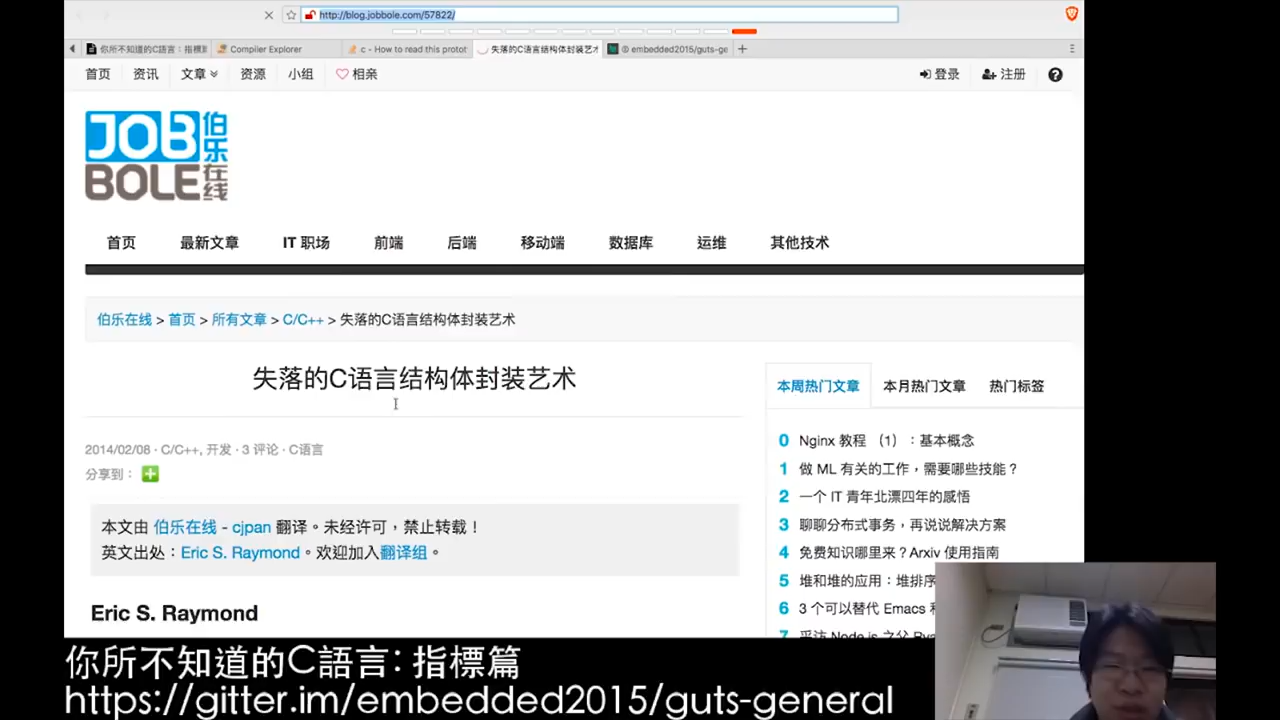 http://blog.jobbole.com/57822/
你所不知道的C語言：指標
Compiler Explorer
c - How to read this protot
失落的C语言结构体封装艺术
embedded2015/guts-ge
首页 资讯 文章 资源 小组 相亲 登录 注册
JOB 伯乐
BOLE 在线
首页 最新文章 IT 职场 前端 后端 移动端 数据库 运维 其他技术
伯乐在线 > 首页 > 所有文章 > C/C++ > 失落的C语言结构体封装艺术
失落的C语言结构体封装艺术
2014/02/08 · C/C++, 开发 · 3 评论 · C语言
分享到：
本文由 伯乐在线 - cjpan 翻译。未经许可，禁止转载！
英文出处：Eric S. Raymond。欢迎加入翻译组。
Eric S. Raymond
本周热门文章 本月热门文章 热门标签
0 Nginx 教程 （1）：基本概念
1 做 ML 有关的工作，需要哪些技能？
2 一个 IT 青年北漂四年的感悟
3 聊聊分布式事务，再说说解决方案
4 免费知识哪里来？Arxiv 使用指南
5 堆和堆的应用：堆排序
6 3 个可以替代 Emacs
7 采访 Node.js 之父
你所不知道的C語言: 指標篇
https://gitter.im/embedded2015/guts-general